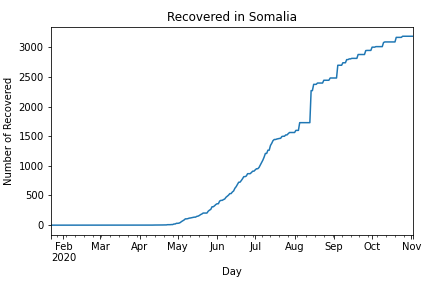 Recovered in Somalia
Number of Recovered
3000
2500
2000
1500
1000
500
0
Feb Mar Apr May Jun Jul Aug Sep Oct Nov
2020
Day